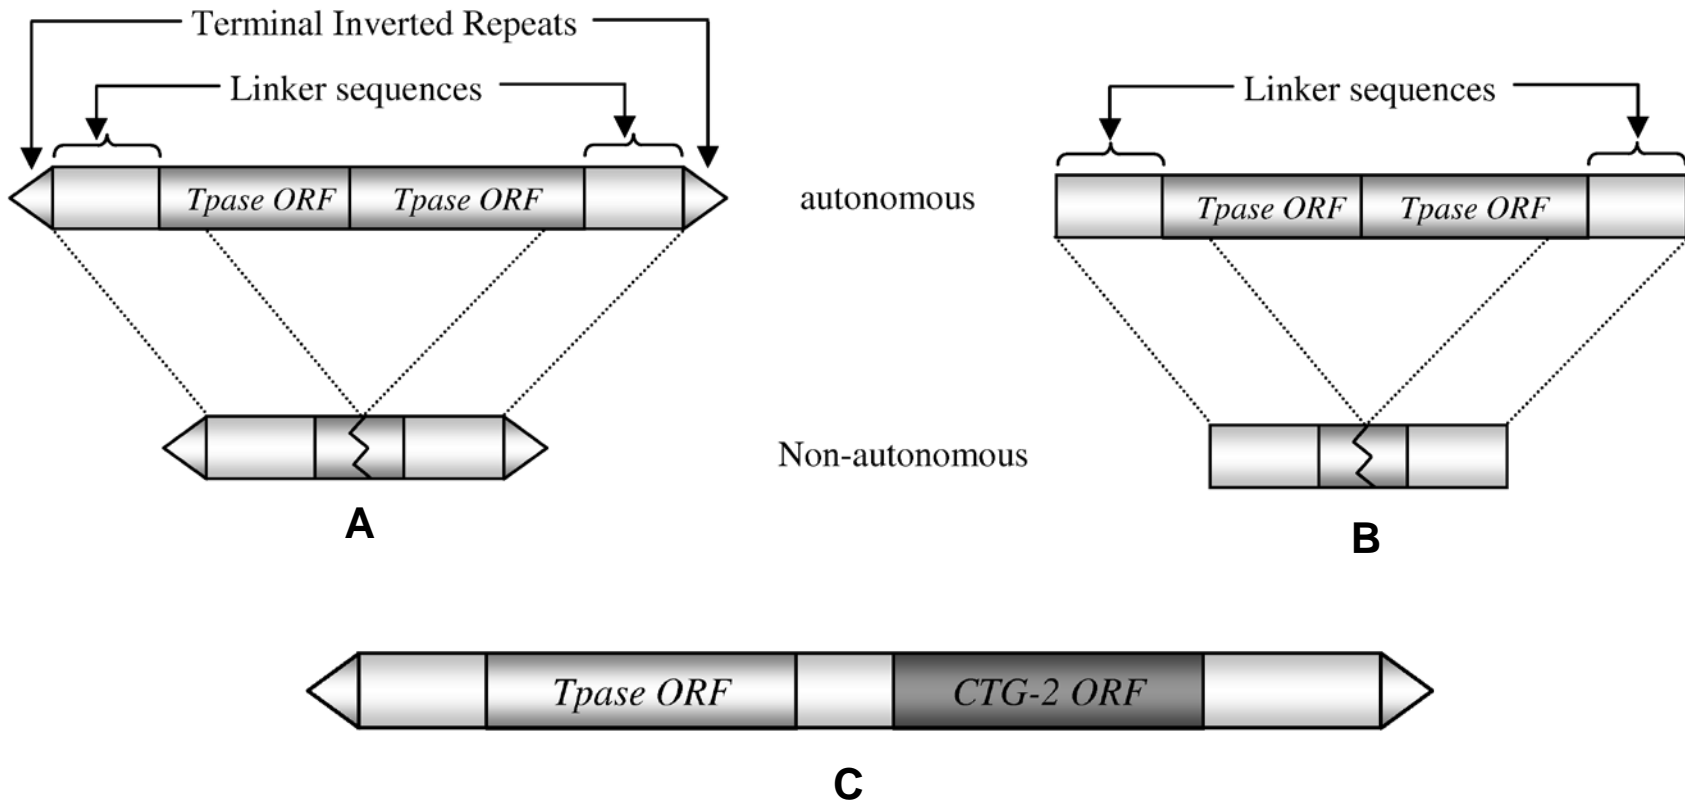 Terminal Inverted Repeats
Linker sequences
Linker sequences
Tpase ORF Tpase ORF
autonomous
Tpase ORF Tpase ORF
Non-autonomous
A
B
Tpase ORF CTG-2 ORF
C